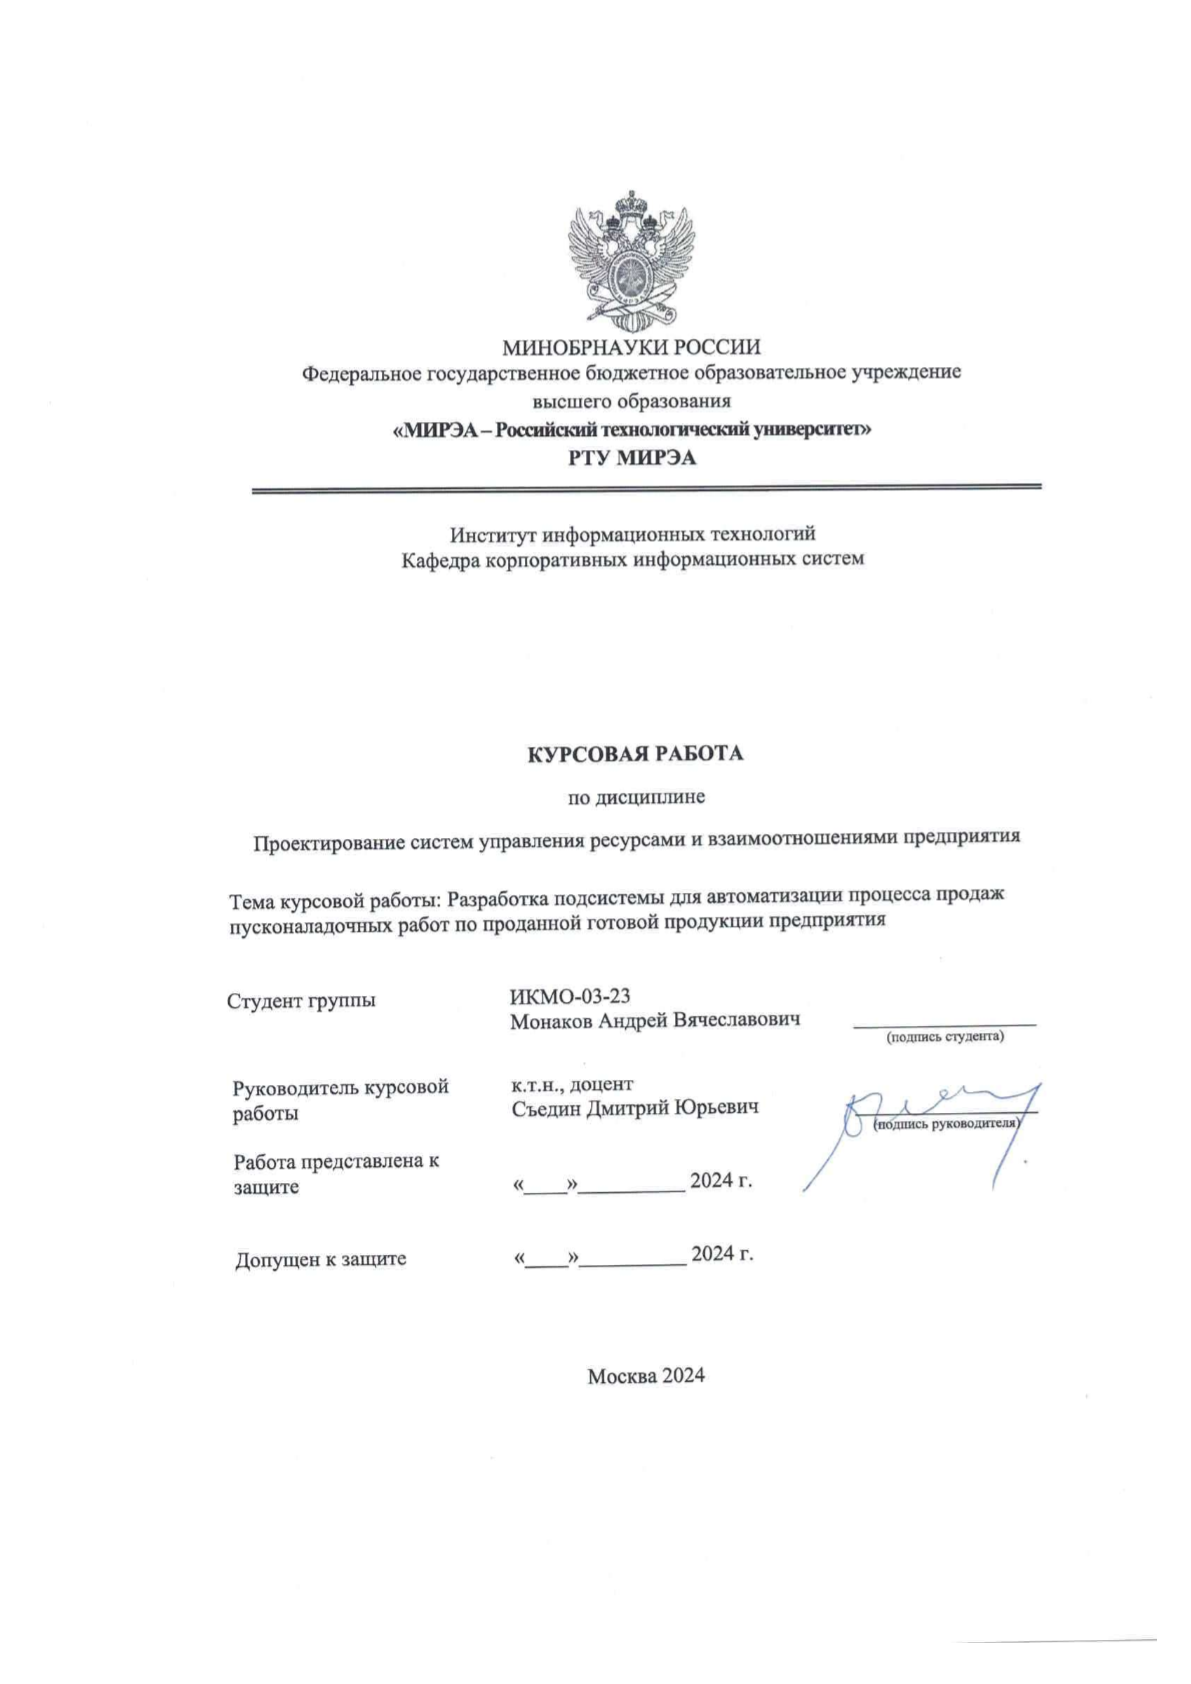 МИНОБРНАУКИ РОССИИ
Федеральное государственное бюджетное образовательное учреждение
высшего образования
«МИРЭА – Российский технологический университет»
РТУ МИРЭА
Институт информационных технологий
Кафедра корпоративных информационных систем
КУРСОВАЯ РАБОТА
по дисциплине
Проектирование систем управления ресурсами и взаимоотношениями предприятия
Тема курсовой работы: Разработка подсистемы для автоматизации процесса продаж
пусконаладочных работ по проданной готовой продукции предприятия
Студент группы
ИКМО-03-23
Монаков Андрей Вячеславович
(подпись студента)
Руководитель курсовой
работы
к.т.н., доцент
Съедин Дмитрий Юрьевич
(подпись руководителя)
Работа представлена к
защите
«____»__________ 2024 г.
Допущен к защите
«____»__________ 2024 г.
Москва 2024